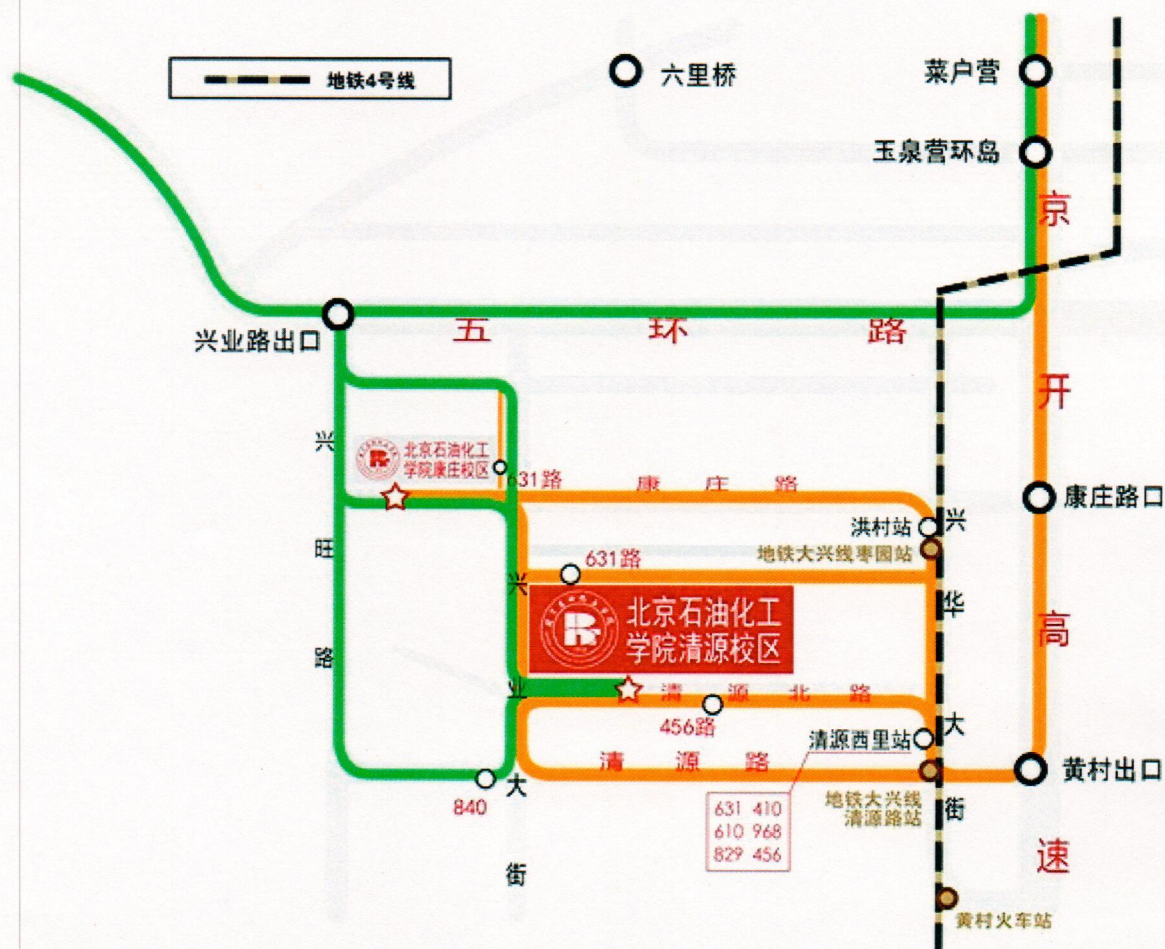 地铁4号线
六里桥
菜户营
玉泉营环岛
京开高速
兴业路出口
五环路
兴旺路
北京石油化工
学院康庄校区
631路
康庄路
康庄路口
洪村站
地铁大兴线枣园站
兴华大街
631路
兴业大街
北京石油化工
学院清源校区
清源北路
456路
清源西里站
清源路
黄村出口
840
631 410
610 968
829 456
地铁大兴线
清源路站
黄村火车站